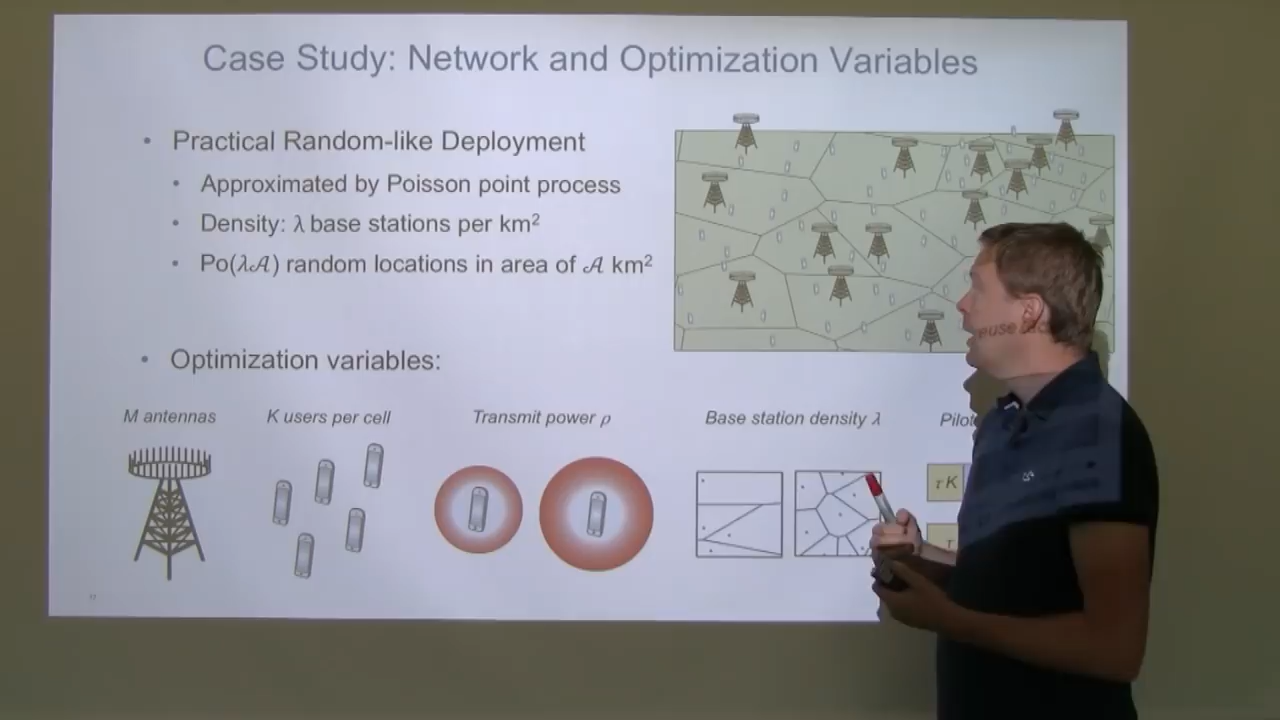 Case Study: Network and Optimization Variables
• Practical Random-like Deployment
• Approximated by Poisson point process
• Density: λ base stations per km²
• Po(λ𝒜) random locations in area of 𝒜 km²
• Optimization variables:
M antennas
K users per cell
Transmit power ρ
Base station density λ
τK
τ
17